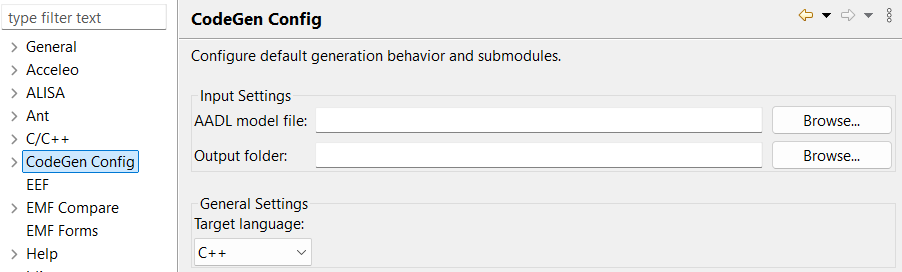 type filter text
General
Acceleo
ALISA
Ant
C/C++
CodeGen Config
EEF
EMF Compare
EMF Forms
Help
CodeGen Config
Configure default generation behavior and submodules.
Input Settings
AADL model file:
Browse...
Output folder:
Browse...
General Settings
Target language:
C++